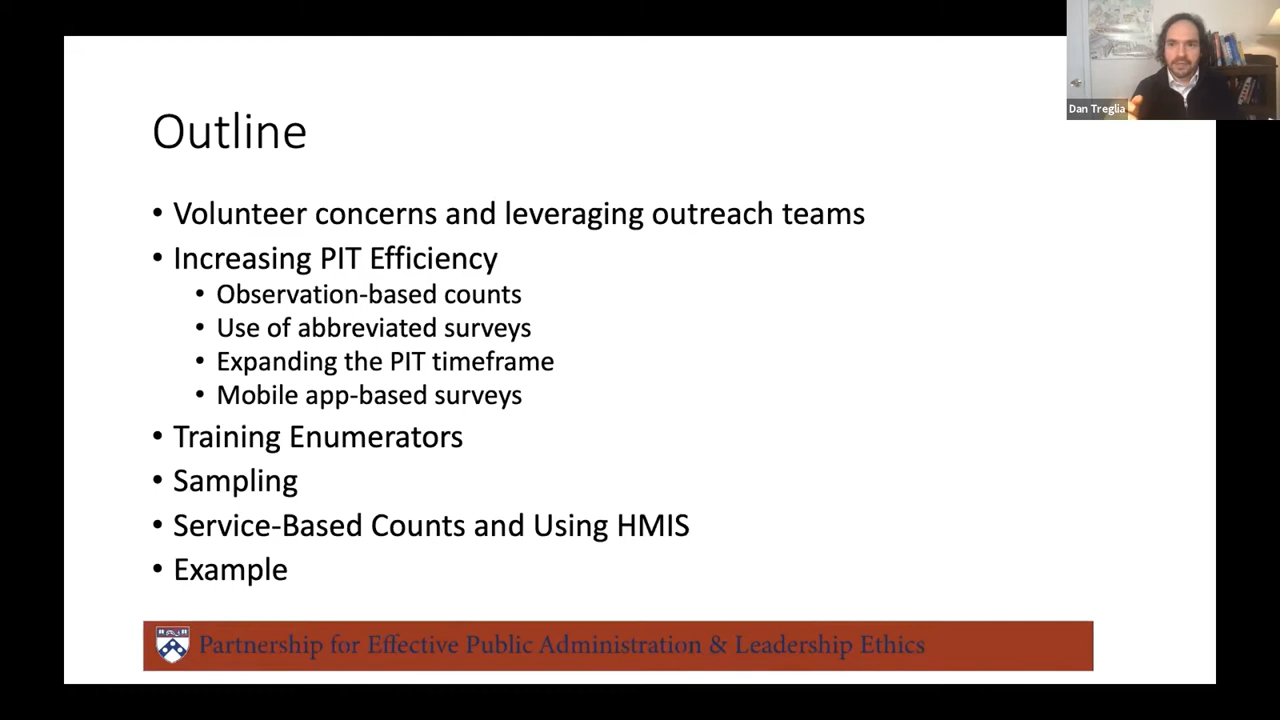 Dan Treglia
Outline
• Volunteer concerns and leveraging outreach teams
• Increasing PIT Efficiency
• Observation-based counts
• Use of abbreviated surveys
• Expanding the PIT timeframe
• Mobile app-based surveys
• Training Enumerators
• Sampling
• Service-Based Counts and Using HMIS
• Example
Partnership for Effective Public Administration & Leadership Ethics